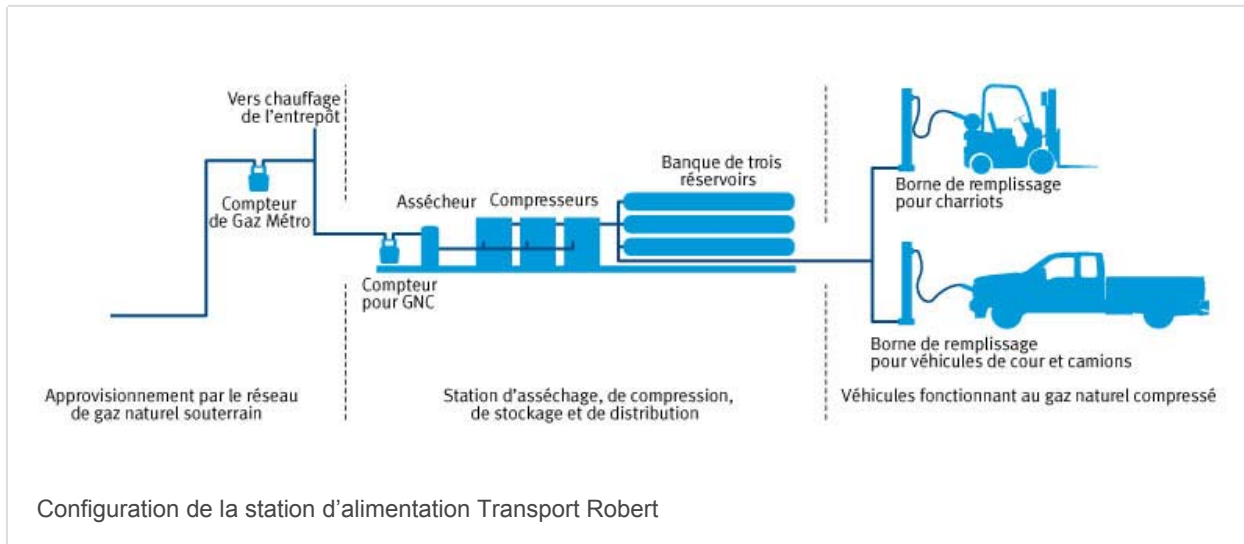 Vers chauffage
de l'entrepôt
Compteur
de Gaz Métro
Assécheur
Compresseurs
Banque de trois
réservoirs
Compteur
pour GNC
Borne de remplissage
pour charriots
Borne de remplissage
pour véhicules de cour et camions
Approvisionnement par le réseau
de gaz naturel souterrain
Station d'asséchage, de compression,
de stockage et de distribution
Véhicules fonctionnant au gaz naturel compressé
Configuration de la station d'alimentation Transport Robert